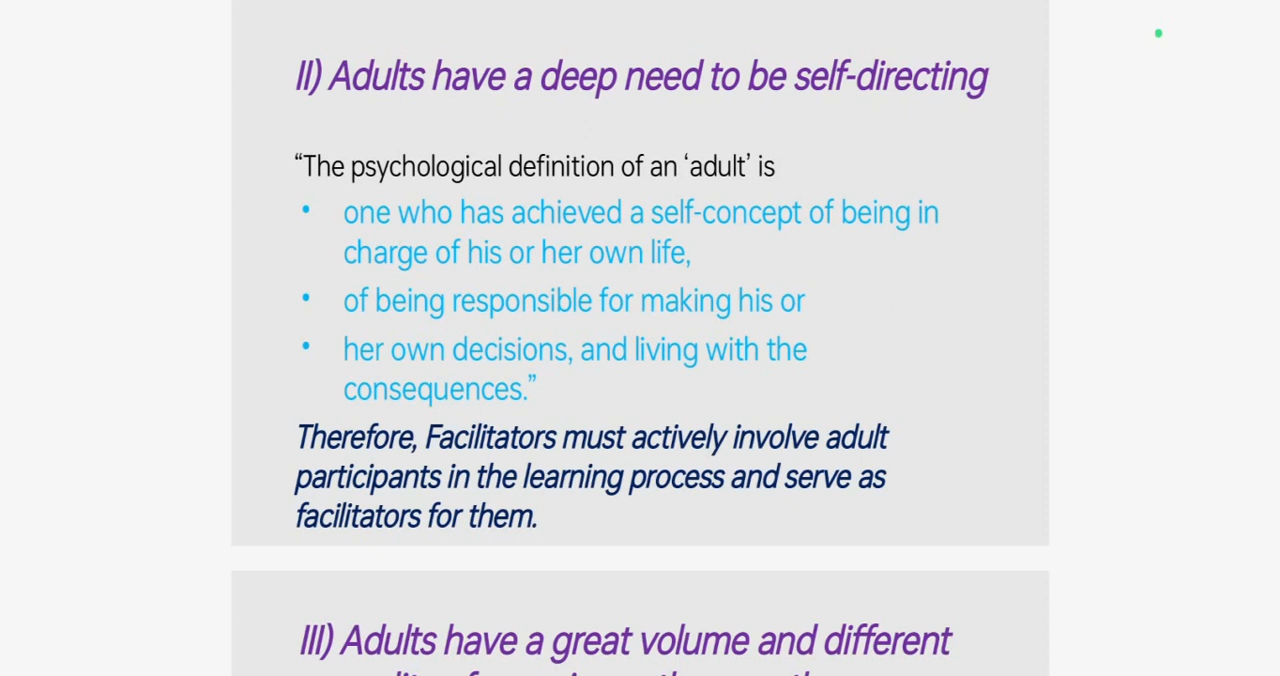 II) Adults have a deep need to be self-directing
“The psychological definition of an ‘adult’ is
• one who has achieved a self-concept of being in
charge of his or her own life,
• of being responsible for making his or
• her own decisions, and living with the
consequences.”
Therefore, Facilitators must actively involve adult
participants in the learning process and serve as
facilitators for them.
III) Adults have a great volume and different